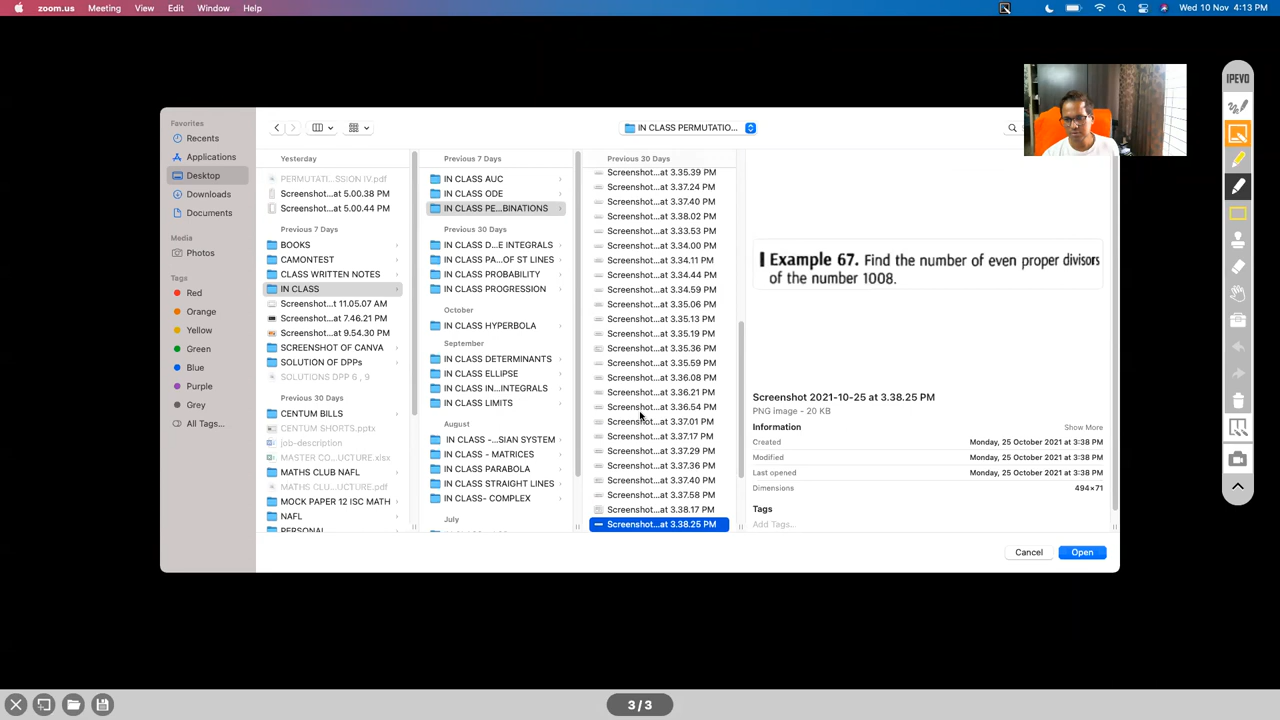 zoom.us Meeting View Edit Window Help
Wed 10 Nov 4:13 PM
IPEVO
Favorites
Recents
Applications
Desktop
Downloads
Documents
Media
Photos
Tags
Red
Orange
Yellow
Green
Blue
Purple
Grey
All Tags...
IN CLASS PERMUTATIO...
Yesterday
PERMUTATI...SSION IV.pdf
Screenshot...at 5.00.38 PM
Screenshot...at 5.00.44 PM
Previous 7 Days
BOOKS
CAMONTEST
CLASS WRITTEN NOTES
IN CLASS
Screenshot...t 11.05.07 AM
Screenshot...at 7.46.21 PM
Screenshot...at 9.54.30 PM
SCREENSHOT OF CANVA
SOLUTION OF DPPs
SOLUTIONS DPP 6 , 9
Previous 30 Days
CENTUM BILLS
CENTUM SHORTS.pptx
job-description
MASTER CO...UCTURE.xlsx
MATHS CLUB NAFL
MATHS CLU...UCTURE.pdf
MOCK PAPER 12 ISC MATH
NAFL
PERSONAL
Previous 7 Days
IN CLASS AUC
IN CLASS ODE
IN CLASS PE...BINATIONS
Previous 30 Days
IN CLASS D...E INTEGRALS
IN CLASS PA...OF ST LINES
IN CLASS PROBABILITY
IN CLASS PROGRESSION
October
IN CLASS HYPERBOLA
September
IN CLASS DETERMINANTS
IN CLASS ELLIPSE
IN CLASS IN...INTEGRALS
IN CLASS LIMITS
August
IN CLASS -...SIAN SYSTEM
IN CLASS - MATRICES
IN CLASS PARABOLA
IN CLASS STRAIGHT LINES
IN CLASS- COMPLEX
July
Previous 30 Days
Screenshot...at 3.35.39 PM
Screenshot...at 3.37.24 PM
Screenshot...at 3.37.40 PM
Screenshot...at 3.38.02 PM
Screenshot...at 3.33.53 PM
Screenshot...at 3.34.00 PM
Screenshot...at 3.34.11 PM
Screenshot...at 3.34.44 PM
Screenshot...at 3.34.59 PM
Screenshot...at 3.35.06 PM
Screenshot...at 3.35.13 PM
Screenshot...at 3.35.19 PM
Screenshot...at 3.35.36 PM
Screenshot...at 3.35.59 PM
Screenshot...at 3.36.08 PM
Screenshot...at 3.36.21 PM
Screenshot...at 3.36.54 PM
Screenshot...at 3.37.01 PM
Screenshot...at 3.37.17 PM
Screenshot...at 3.37.29 PM
Screenshot...at 3.37.36 PM
Screenshot...at 3.37.40 PM
Screenshot...at 3.37.58 PM
Screenshot...at 3.38.17 PM
Screenshot...at 3.38.25 PM
Example 67. Find the number of even proper divisors
of the number 1008.
Screenshot 2021-10-25 at 3.38.25 PM
PNG image - 20 KB
Information Show More
Created Monday, 25 October 2021 at 3:38 PM
Modified Monday, 25 October 2021 at 3:38 PM
Last opened Monday, 25 October 2021 at 3:38 PM
Dimensions 494×71
Tags
Add Tags...
Cancel Open
3 / 3